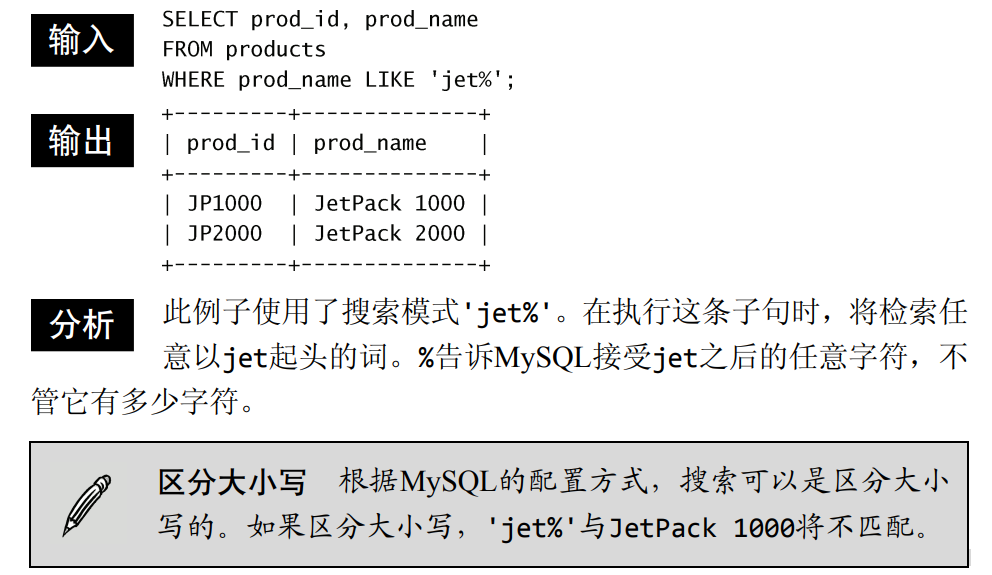 输入
SELECT prod_id, prod_name
FROM products
WHERE prod_name LIKE 'jet%';
输出
+---------+--------------+
| prod_id | prod_name    |
+---------+--------------+
| JP1000  | JetPack 1000 |
| JP2000  | JetPack 2000 |
+---------+--------------+
分析
此例子使用了搜索模式'jet%'。在执行这条子句时，将检索任
意以jet起头的词。%告诉MySQL接受jet之后的任意字符，不
管它有多少字符。
区分大小写 根据MySQL的配置方式，搜索可以是区分大小
写的。如果区分大小写，'jet%'与JetPack 1000将不匹配。